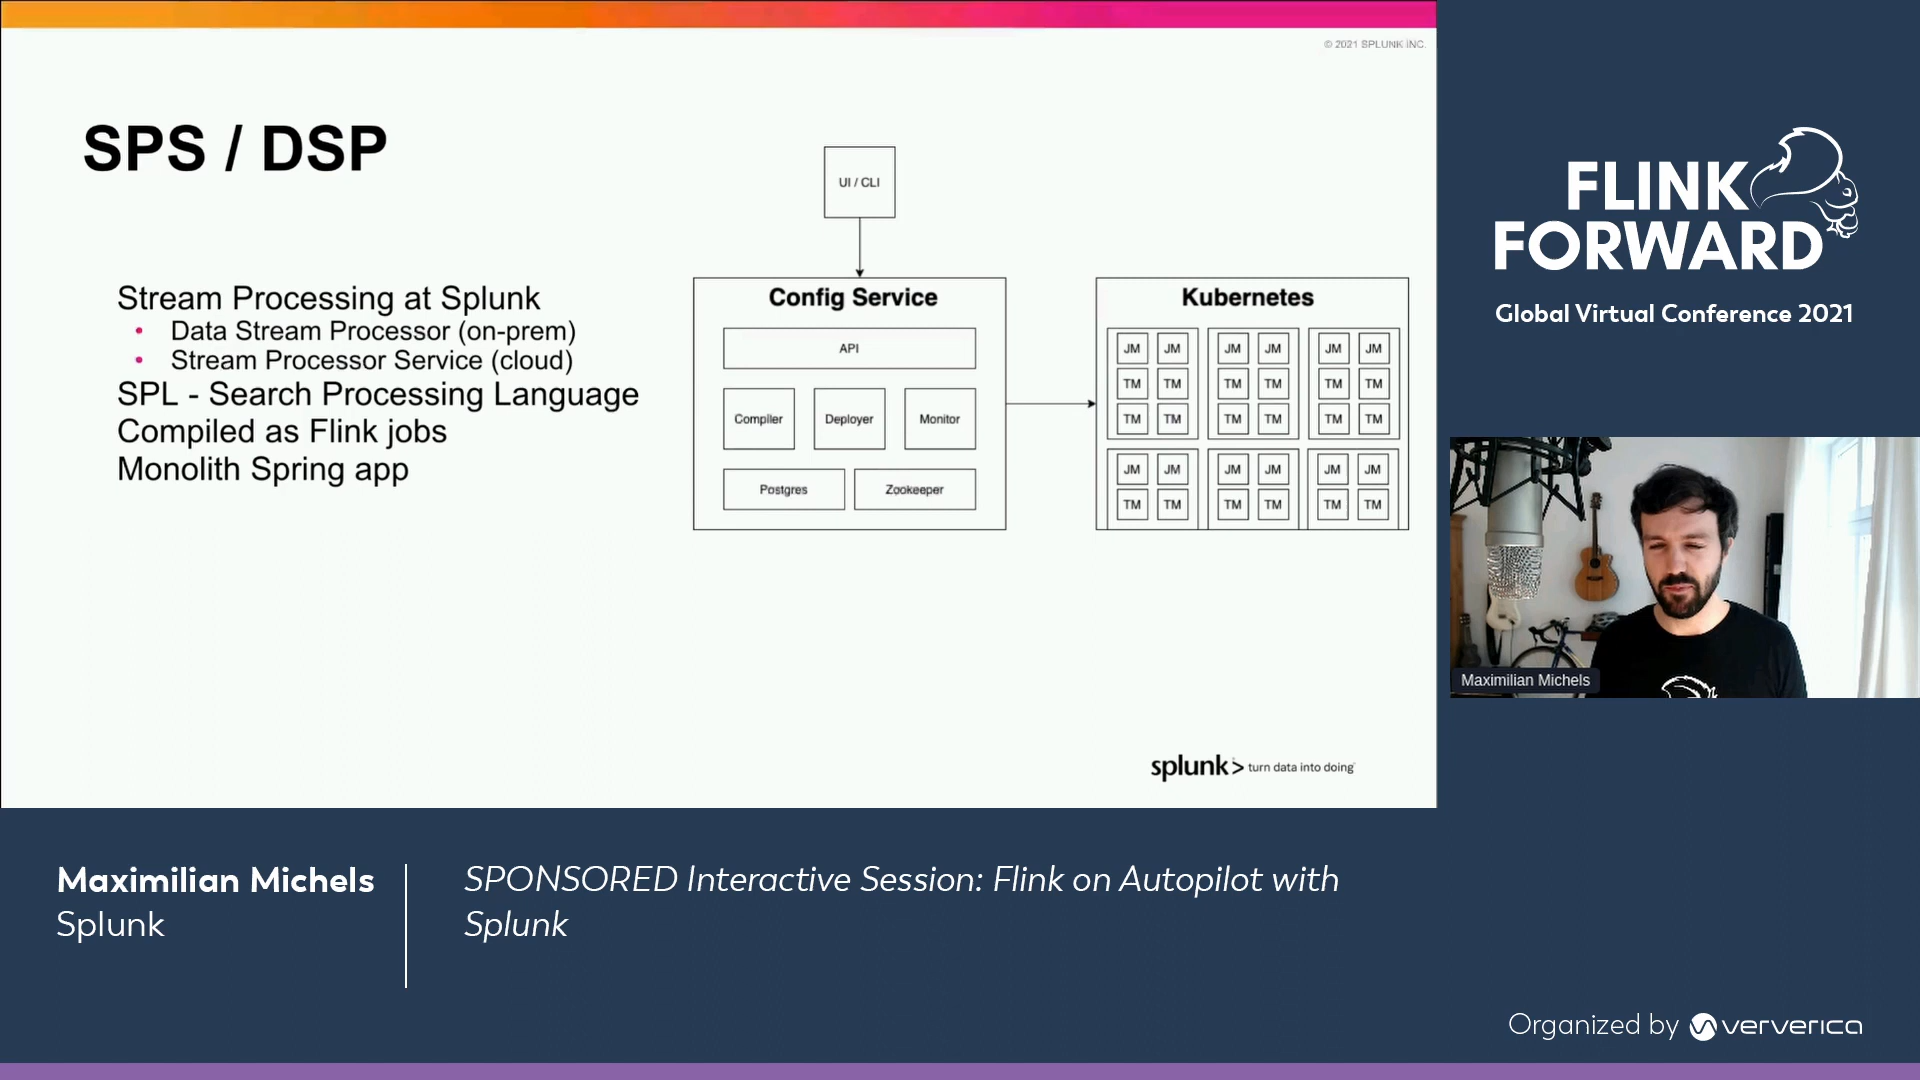 © 2021 SPLUNK INC.
SPS / DSP
Stream Processing at Splunk
• Data Stream Processor (on-prem)
• Stream Processor Service (cloud)
SPL - Search Processing Language
Compiled as Flink jobs
Monolith Spring app
UI / CLI
Config Service
API
Compiler
Deployer
Monitor
Postgres
Zookeeper
Kubernetes
JM JM JM JM JM JM
TM TM TM TM TM TM
TM TM TM TM TM TM
JM JM JM JM JM JM
TM TM TM TM TM TM
splunk> turn data into doing
FLINK
FORWARD
Global Virtual Conference 2021
Maximilian Michels
Maximilian Michels
Splunk
SPONSORED Interactive Session: Flink on Autopilot with
Splunk
Organized by ververica